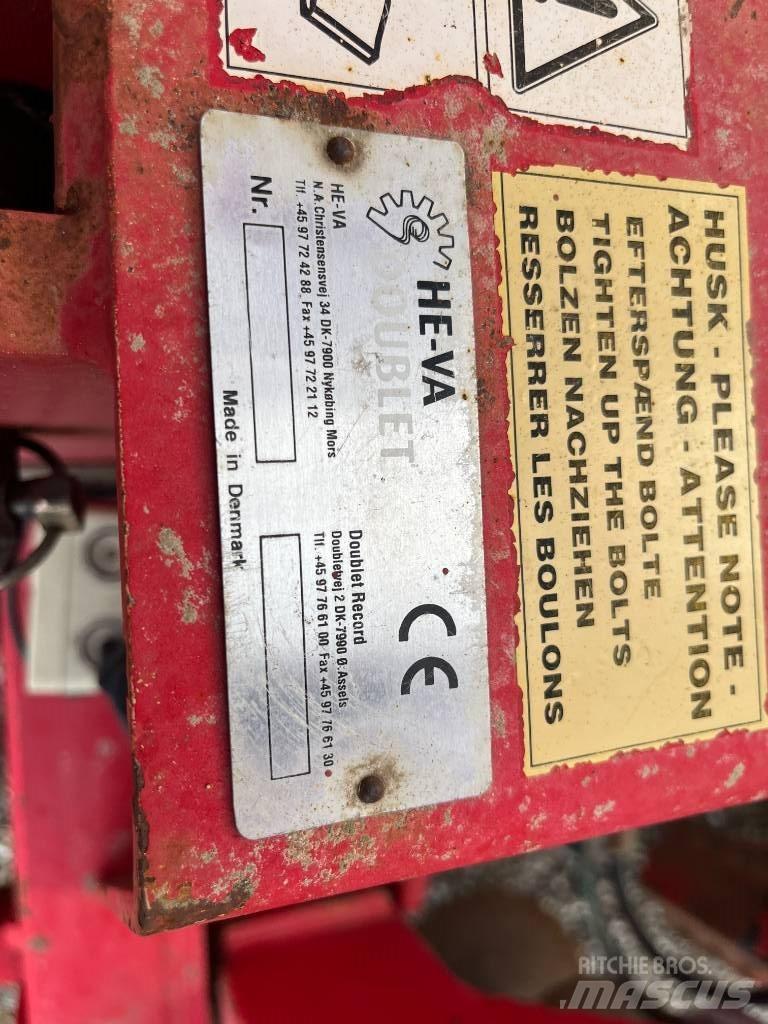 HE-VA
DOUBLET
HE-VA
N.A.Christensensvej 34 DK-7900 Nykøbing Mors
Tlf. +45 97 72 42 88 Fax +45 97 72 21 12
Nr.
Made in Denmark
CE
Doublet Record
Doubletvej 2 DK-7990 Ø.Assels
Tlf. +45 97 76 61 00 Fax +45 97 76 61 30
HUSK - PLEASE NOTE -
ACHTUNG - ATTENTION
EFTERSPÆND BOLTE
TIGHTEN UP THE BOLTS
BOLZEN NACHZIEHEN
RESSERRER LES BOULONS
RITCHIE BROS.
MASCUS